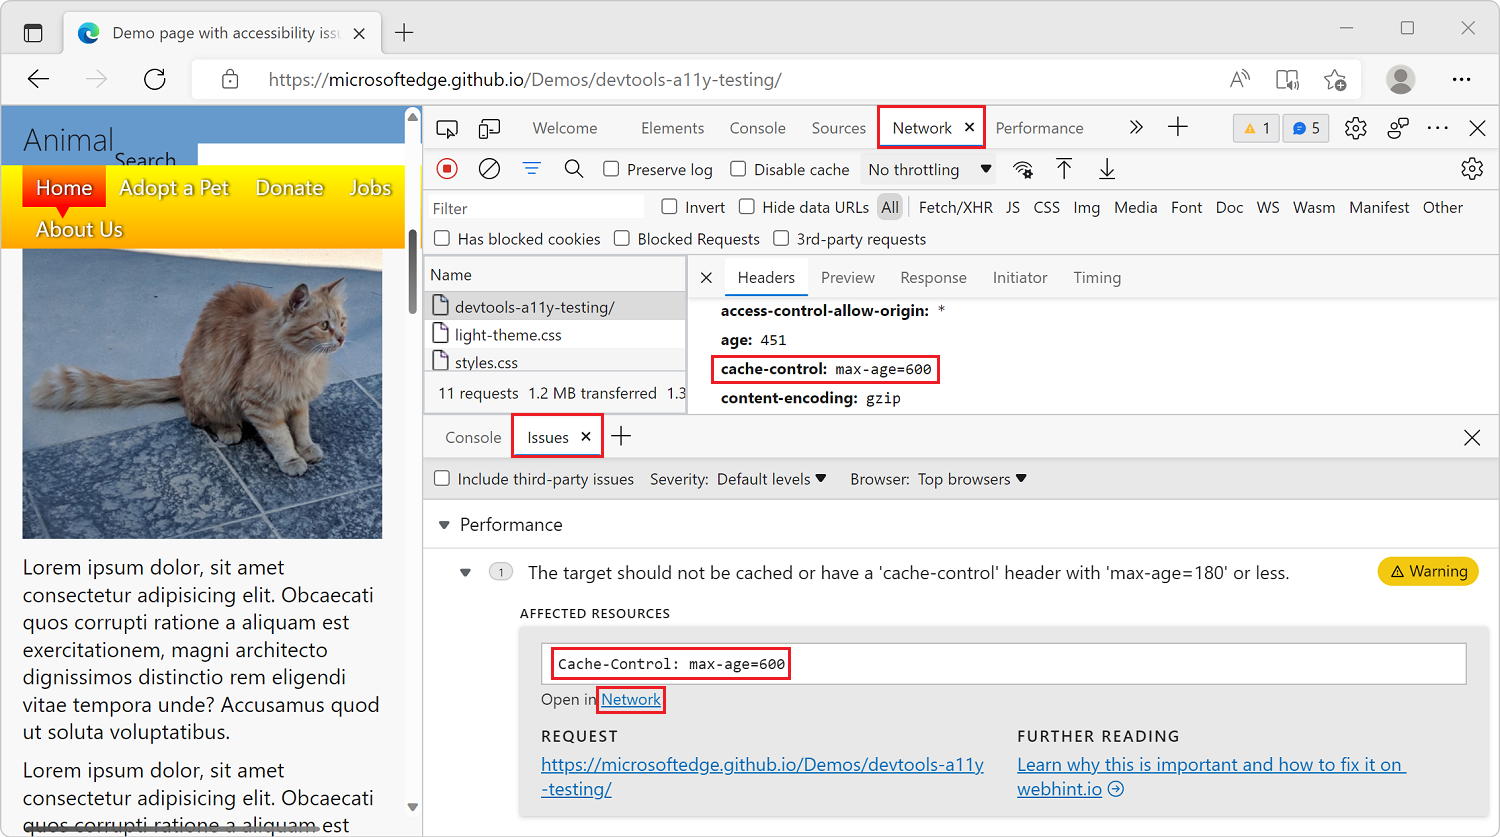 Demo page with accessibility issu
https://microsoftedge.github.io/Demos/devtools-a11y-testing/
Animal
Search
Home Adopt a Pet Donate Jobs
About Us
Lorem ipsum dolor, sit amet
consectetur adipisicing elit. Obcaecati
quos corrupti ratione a aliquam est
exercitationem, magni architecto
dignissimos distinctio rem eligendi
vitae tempora unde? Accusamus quod
ut soluta voluptatibus.
Lorem ipsum dolor, sit amet
consectetur adipisicing elit. Obcaecati
quos corrupti ratione a aliquam est
Welcome Elements Console Sources Network Performance 1 5
Preserve log Disable cache No throttling
Filter Invert Hide data URLs All Fetch/XHR JS CSS Img Media Font Doc WS Wasm Manifest Other
Has blocked cookies Blocked Requests 3rd-party requests
Name
devtools-a11y-testing/
light-theme.css
styles.css
11 requests 1.2 MB transferred 1.3
Headers Preview Response Initiator Timing
access-control-allow-origin: *
age: 451
cache-control: max-age=600
content-encoding: gzip
Console Issues
Include third-party issues Severity: Default levels Browser: Top browsers
Performance
1 The target should not be cached or have a 'cache-control' header with 'max-age=180' or less. Warning
AFFECTED RESOURCES
Cache-Control: max-age=600
Open in Network
REQUEST
https://microsoftedge.github.io/Demos/devtools-a11y
-testing/
FURTHER READING
Learn why this is important and how to fix it on
webhint.io